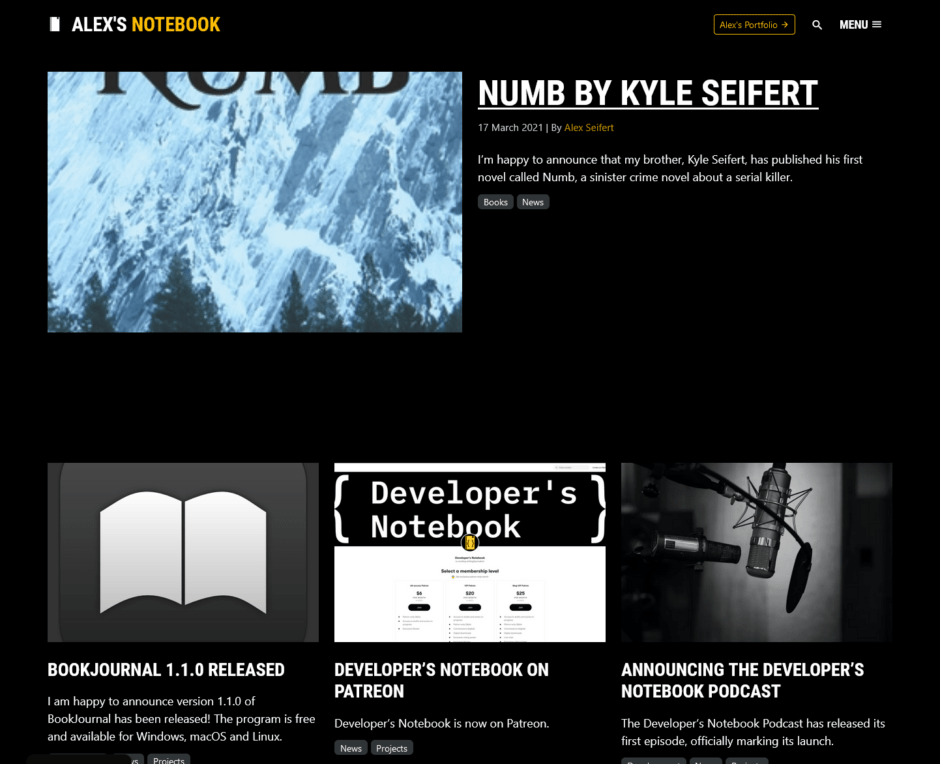 ALEX'S NOTEBOOK
Alex's Portfolio →
MENU
NUMB
NUMB BY KYLE SEIFERT
17 March 2021 | By Alex Seifert
I'm happy to announce that my brother, Kyle Seifert, has published his first
novel called Numb, a sinister crime novel about a serial killer.
Books News
{ Developer's
Notebook }
Developer's Notebook
Select a membership level
$6 $20 $25
BOOKJOURNAL 1.1.0 RELEASED
I am happy to announce version 1.1.0 of
BookJournal has been released! The program is free
and available for Windows, macOS and Linux.
Projects
DEVELOPER’S NOTEBOOK ON
PATREON
Developer’s Notebook is now on Patreon.
News Projects
ANNOUNCING THE DEVELOPER’S
NOTEBOOK PODCAST
The Developer’s Notebook Podcast has released its
first episode, officially marking its launch.